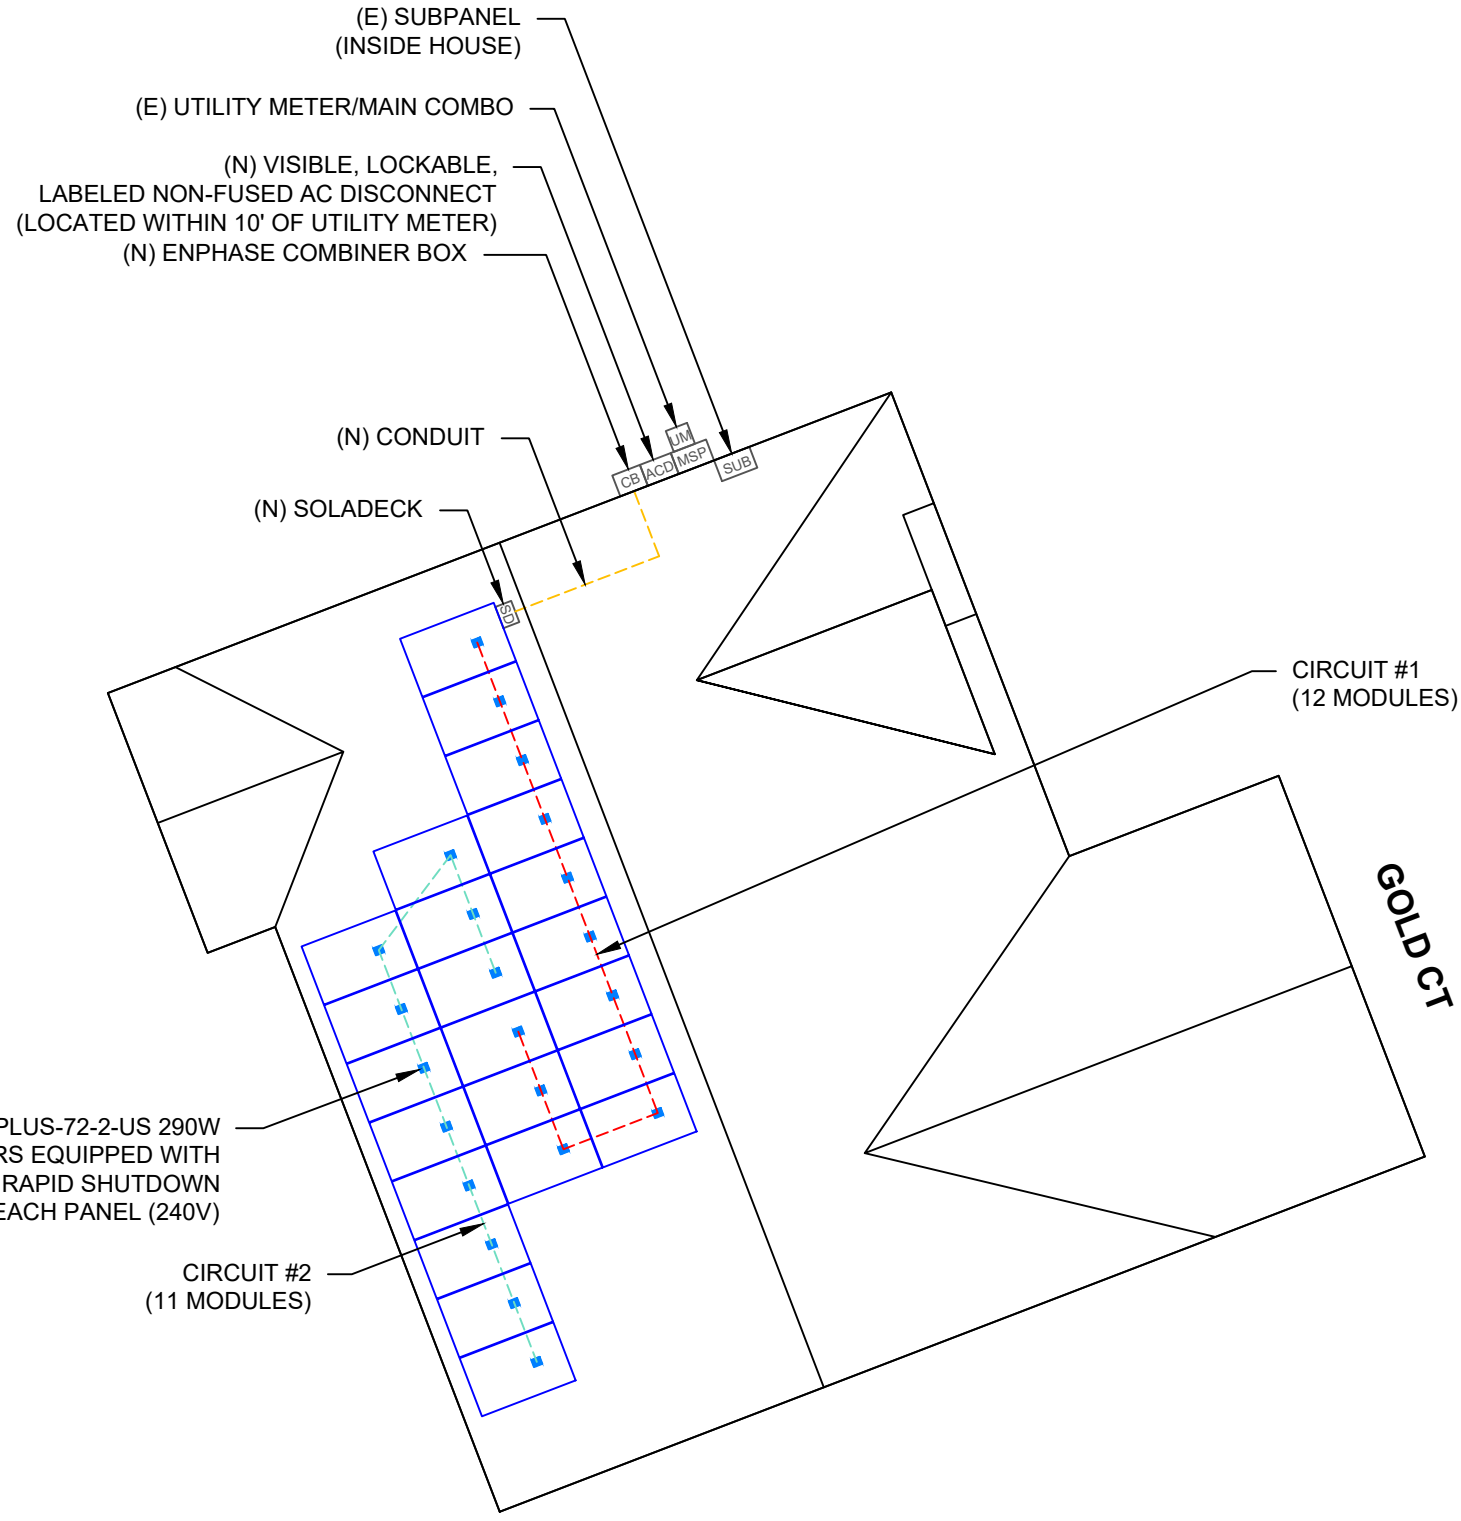 (E) SUBPANEL
(INSIDE HOUSE)
(E) UTILITY METER/MAIN COMBO
(N) VISIBLE, LOCKABLE,
LABELED NON-FUSED AC DISCONNECT
(LOCATED WITHIN 10' OF UTILITY METER)
(N) ENPHASE COMBINER BOX
(N) CONDUIT
UM
CB
ACD
MSP
SUB
(N) SOLADECK
SD
CIRCUIT #1
(12 MODULES)
GOLD CT
PLUS-72-2-US 290W
RS EQUIPPED WITH
RAPID SHUTDOWN
EACH PANEL (240V)
CIRCUIT #2
(11 MODULES)